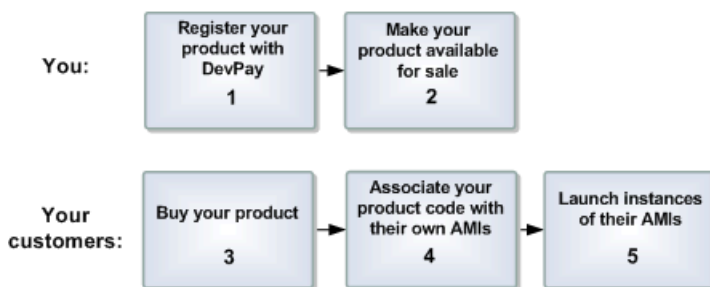 You:
Register your
product with
DevPay
1
Make your
product available
for sale
2
Your
customers:
Buy your product
3
Associate your
product code with
their own AMIs
4
Launch instances
of their AMIs
5